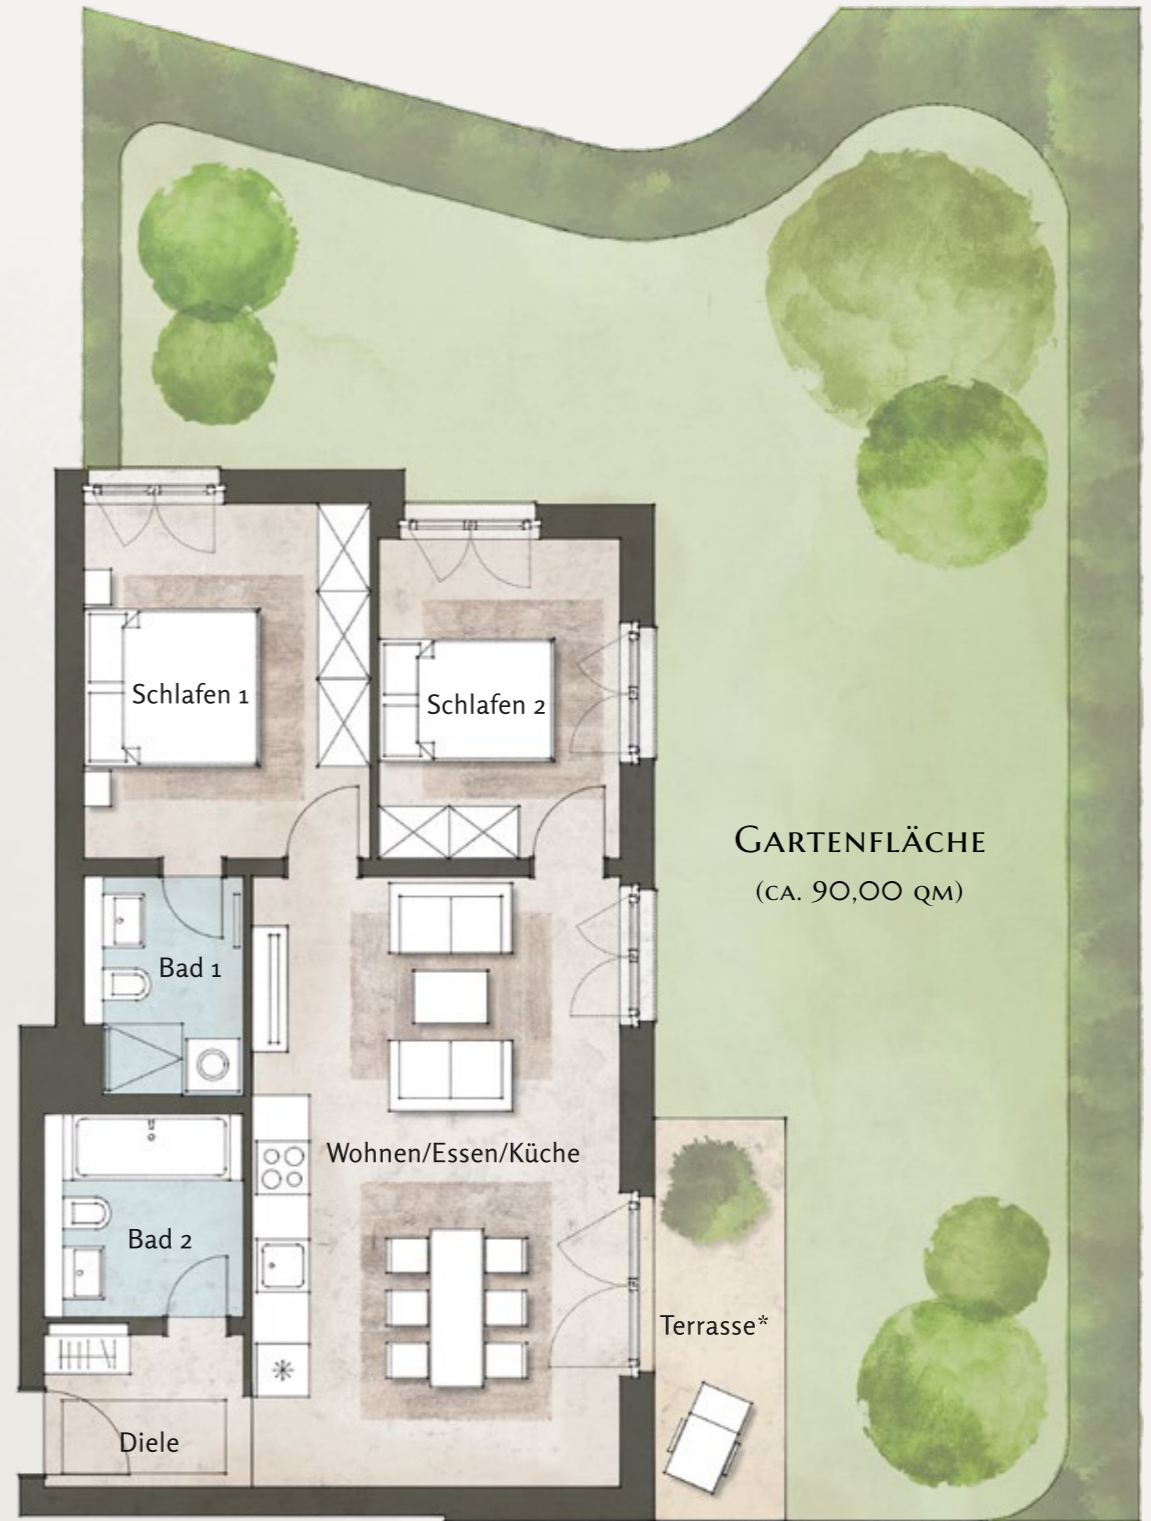 Schlafen 1
Schlafen 2
GARTENFLÄCHE
(CA. 90,00 QM)
Bad 1
Wohnen/Essen/Küche
Bad 2
Terrasse*
Diele